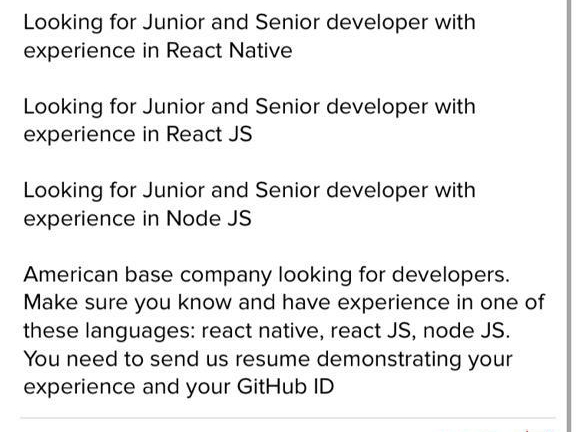 Looking for Junior and Senior developer with
experience in React Native
Looking for Junior and Senior developer with
experience in React JS
Looking for Junior and Senior developer with
experience in Node JS
American base company looking for developers.
Make sure you know and have experience in one of
these languages: react native, react JS, node JS.
You need to send us resume demonstrating your
experience and your GitHub ID